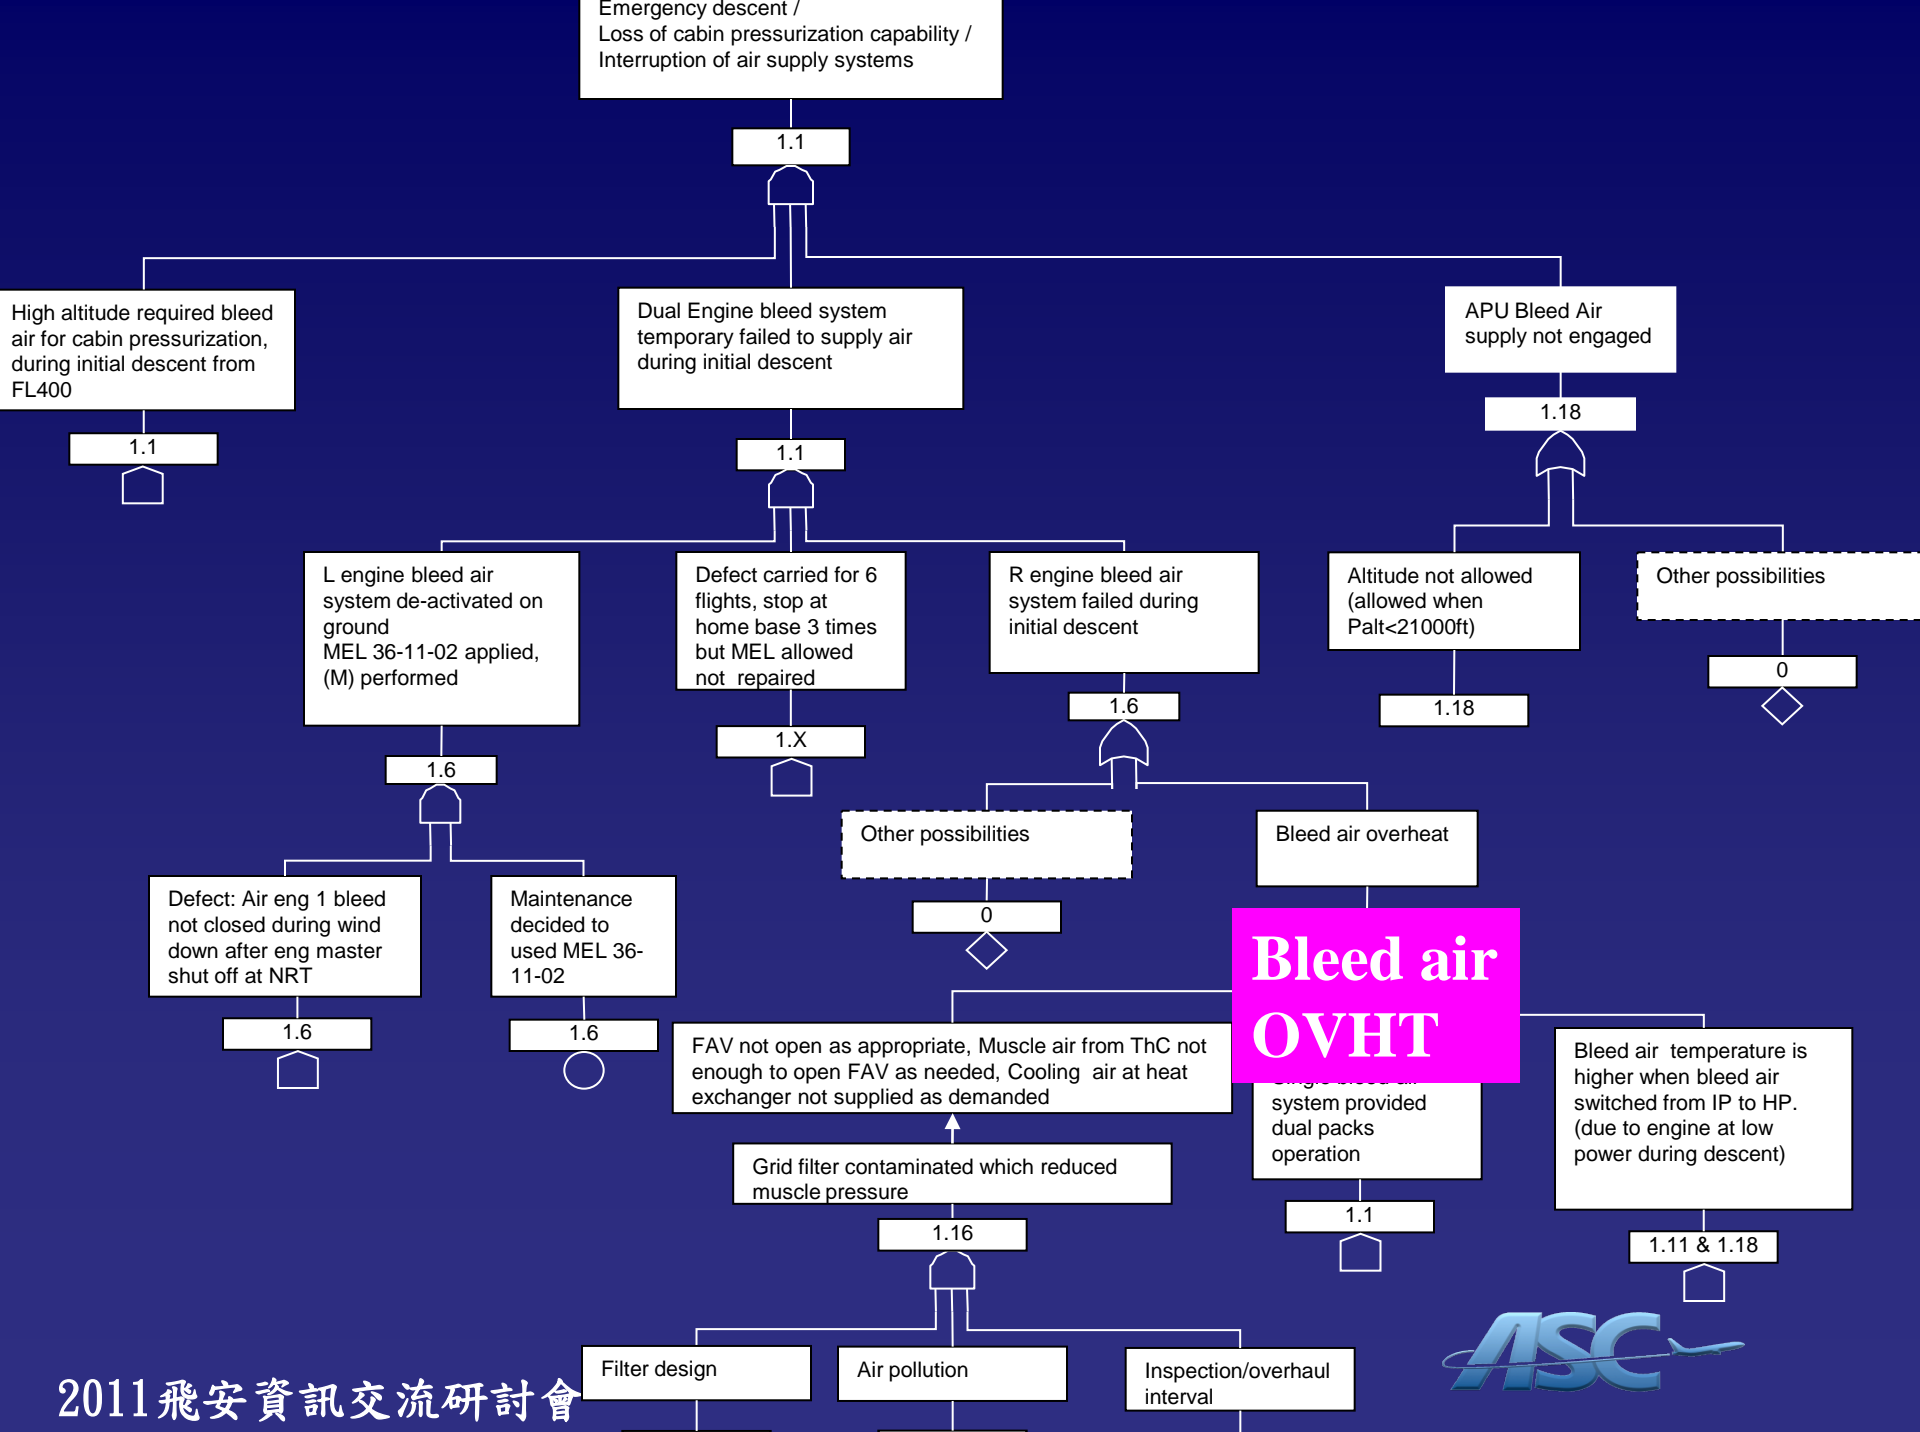 Emergency descent /
Loss of cabin pressurization capability /
Interruption of air supply systems
1.1
High altitude required bleed
air for cabin pressurization,
during initial descent from
FL400
1.1
Dual Engine bleed system
temporary failed to supply air
during initial descent
1.1
APU Bleed Air
supply not engaged
1.18
L engine bleed air
system de-activated on
ground
MEL 36-11-02 applied,
(M) performed
1.6
Defect carried for 6
flights, stop at
home base 3 times
but MEL allowed
not repaired
1.X
R engine bleed air
system failed during
initial descent
1.6
Altitude not allowed
(allowed when
Palt<21000ft)
1.18
Other possibilities
0
Other possibilities
0
Bleed air overheat
Defect: Air eng 1 bleed
not closed during wind
down after eng master
shut off at NRT
1.6
Maintenance
decided to
used MEL 36-
11-02
1.6
Bleed air
OVHT
FAV not open as appropriate, Muscle air from ThC not
enough to open FAV as needed, Cooling air at heat
exchanger not supplied as demanded
Grid filter contaminated which reduced
muscle pressure
1.16
Single bleed air
system provided
dual packs
operation
1.1
Bleed air temperature is
higher when bleed air
switched from IP to HP.
(due to engine at low
power during descent)
1.11 & 1.18
Filter design
Air pollution
Inspection/overhaul
interval
ASC
2011飛安資訊交流研討會